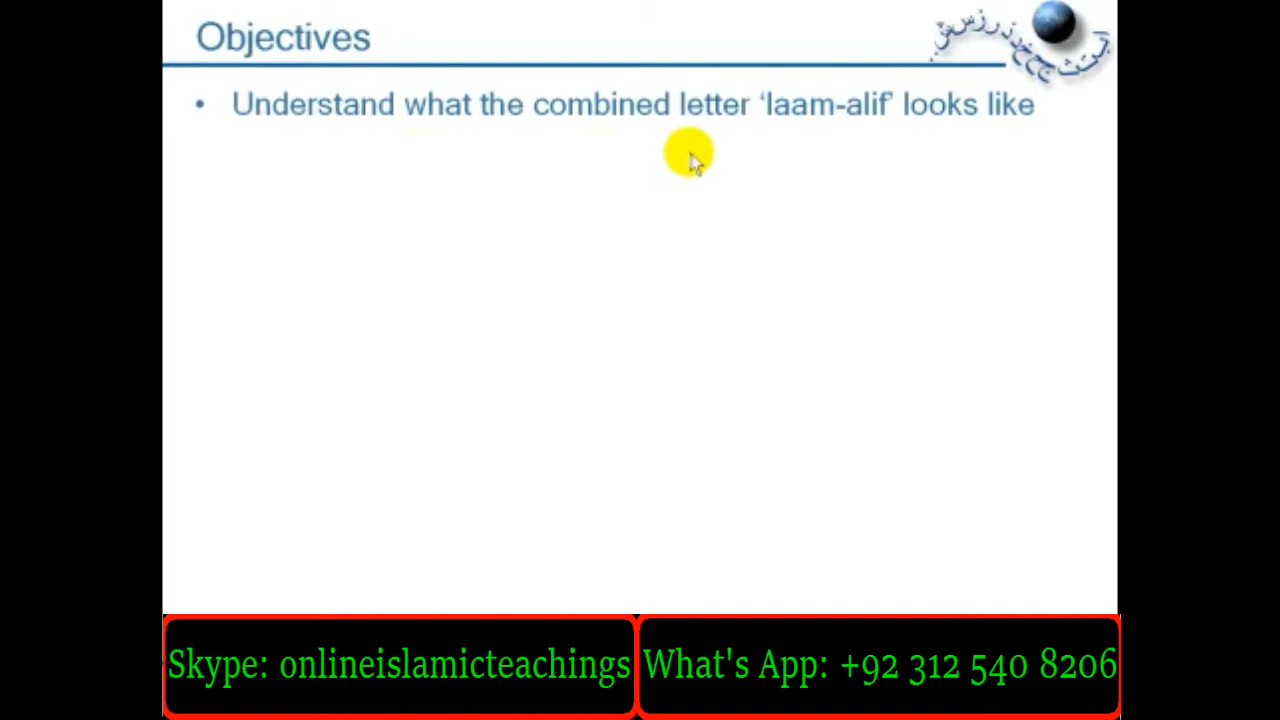 Objectives
• Understand what the combined letter ‘laam-alif’ looks like
Skype: onlineislamicteachings
What's App: +92 312 540 8206